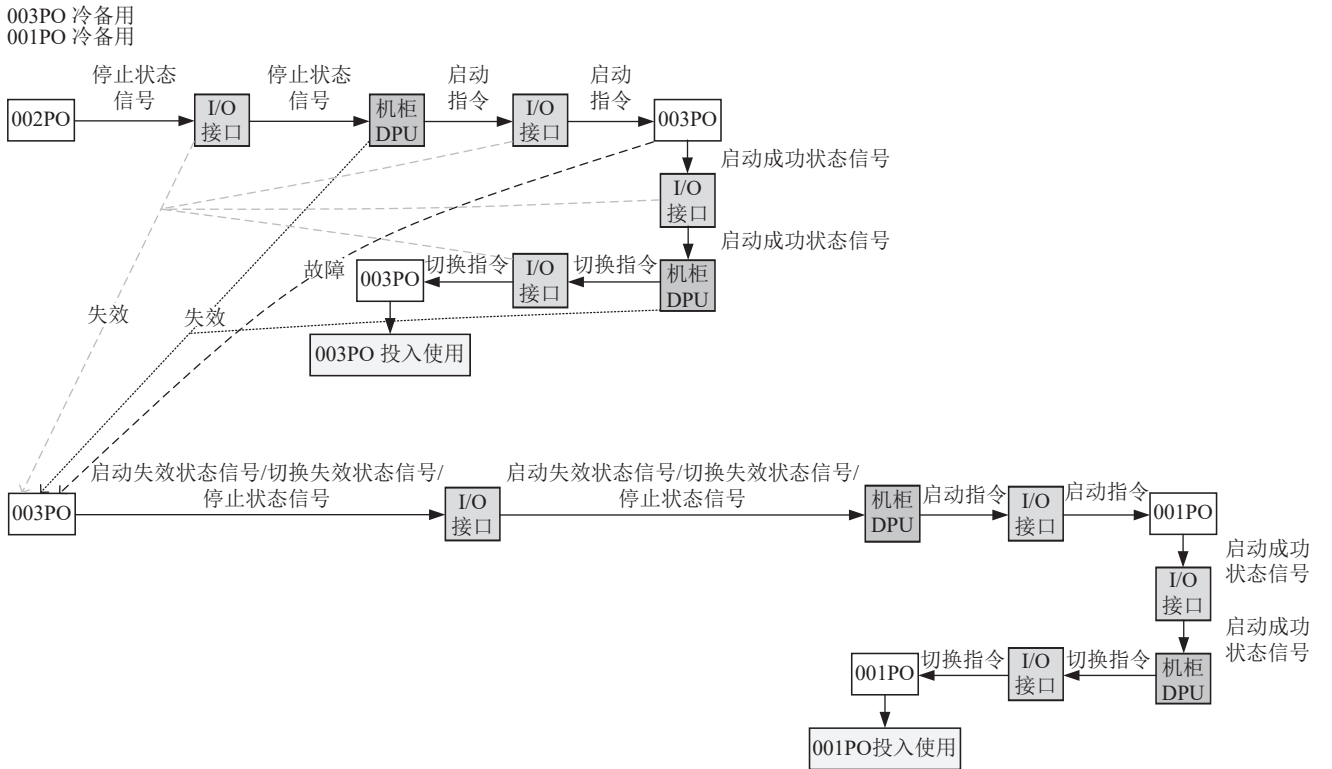 003PO 冷备用
001PO 冷备用
停止状态
信号
停止状态
信号
启动
指令
启动
指令
002PO
I/O
接口
机柜
DPU
I/O
接口
003PO
启动成功状态信号
I/O
接口
启动成功状态信号
故障
003PO
切换指令
I/O
接口
切换指令
机柜
DPU
失效
失效
003PO 投入使用
启动失效状态信号/切换失效状态信号/
停止状态信号
启动失效状态信号/切换失效状态信号/
停止状态信号
003PO
I/O
接口
机柜
DPU
启动指令
I/O
接口
启动指令
001PO
启动成功
状态信号
I/O
接口
启动成功
状态信号
001PO
切换指令
I/O
接口
切换指令
机柜
DPU
001PO投入使用